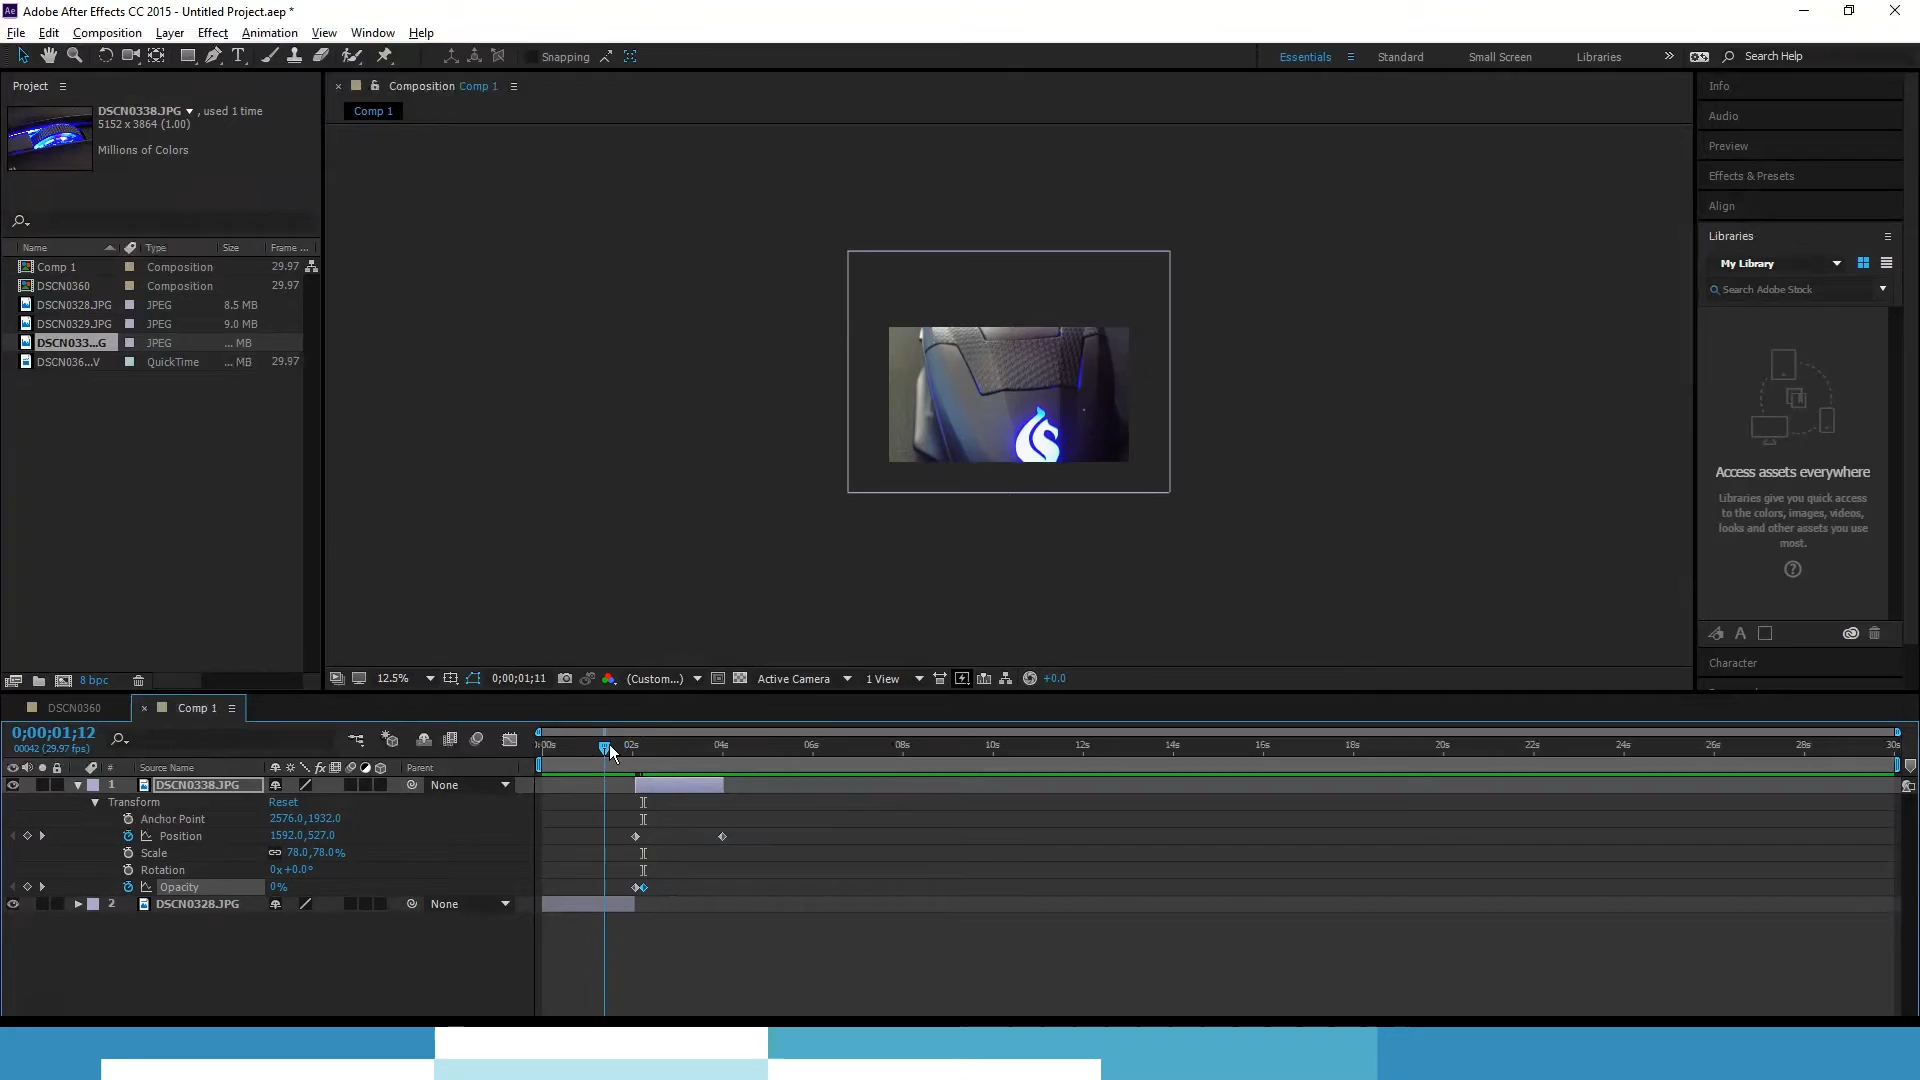 Adobe After Effects CC 2015 - Untitled Project.aep *
File Edit Composition Layer Effect Animation View Window Help
Snapping Essentials Standard Small Screen Libraries Search Help
Project
DSCN0338.JPG , used 1 time
5152 x 3864 (1.00)
Millions of Colors
Name Type Size Frame ...
Comp 1 Composition 29.97
DSCN0360 Composition 29.97
DSCN0328.JPG JPEG 8.5 MB
DSCN0329.JPG JPEG 9.0 MB
DSCN033...G JPEG ... MB
DSCN036...V QuickTime ... MB 29.97
8 bpc
Composition Comp 1
Comp 1
12.5% 0;00;01;11 (Custom...) Active Camera 1 View +0.0
Info
Audio
Preview
Effects & Presets
Align
Libraries
My Library
Search Adobe Stock
Access assets everywhere
Libraries give you quick access
to the colors, images, videos,
looks and other assets you use
most.
Character
DSCN0360 Comp 1
0;00;01;12
00042 (29.97 fps)
:00s 02s 04s 06s 08s 10s 12s 14s 16s 18s 20s 22s 24s 26s 28s 30s
# Source Name fx Parent
1 DSCN0338.JPG None
Transform Reset
Anchor Point 2576.0,1932.0
Position 1592.0,527.0
Scale 78.0,78.0%
Rotation 0x+0.0°
Opacity 0%
2 DSCN0328.JPG None